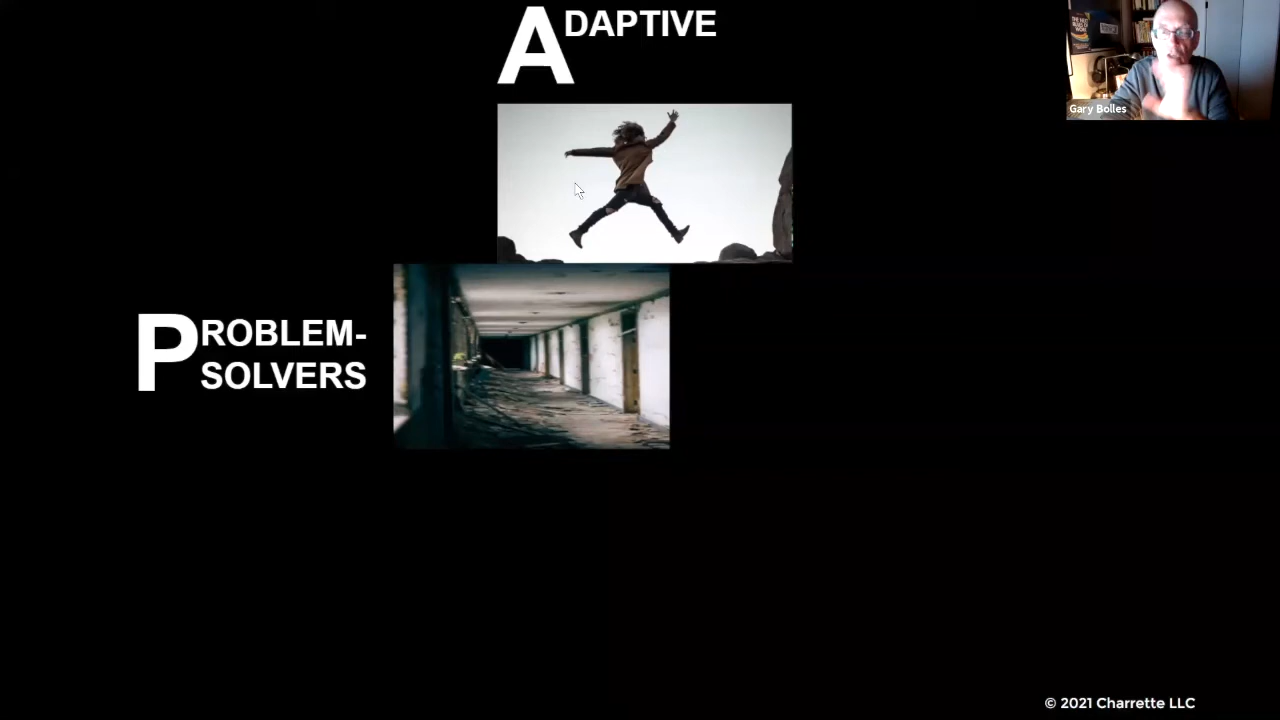 ADAPTIVE
PROBLEM-
SOLVERS
Gary Bolles
© 2021 Charrette LLC